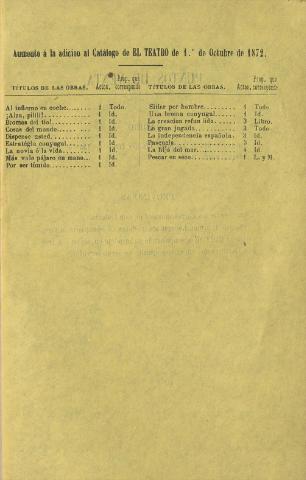 Aumento á la adicion al Catálogo de EL TEATRO de 1.º de Octubre de 1872.
TÍTULOS DE LAS OBRAS. Actos. Prop. que corresponde
Al infierno en coche........ 1 Todo.
¡Alza, pilili!............ 1 Id.
Bromas del tio!............ 1 Id.
Cosas del mundo............ 1 Id.
Dispense usted............ 1 Id.
Estratégia conyugal......... 1 Id.
La novia ó la vida.......... 1 Id.
Más vale pájaro en mano... 1 Id.
Por ser tímido............ 1 Id.
TÍTULOS DE LAS OBRAS. Actos. Prop. que corresponde
Sitiar por hambre........ 1 Todo
Una broma conyugal....... 1 Id.
La creacion refundida..... 3 Libro.
La gran jugada........... 3 Todo
La independencia española. 3 Id.
Pascuala................ 3 Id.
La hija del mar.......... 4 Id.
Pescar en seco........... 1 L. y M.